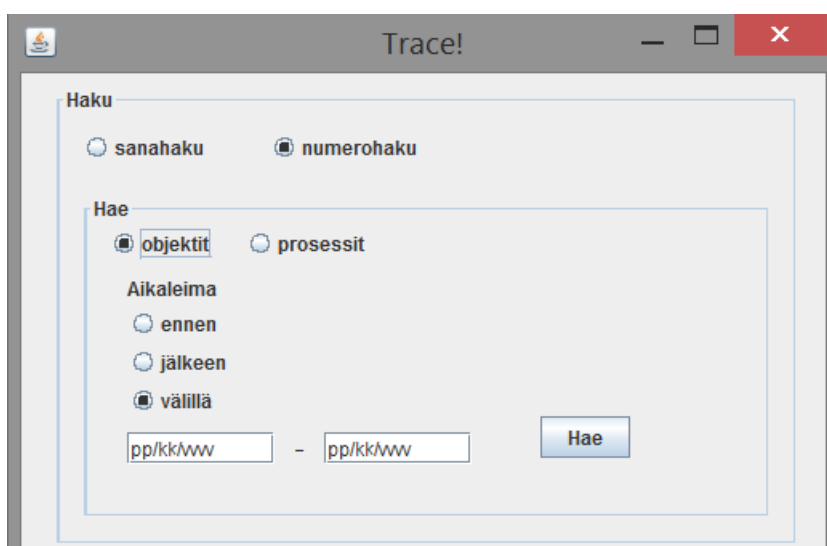 Trace!
Haku
sanahaku numerohaku
Hae
objektit prosessit
Aikaleima
ennen
jälkeen
välillä
pp/kk/vvvv - pp/kk/vvvv Hae